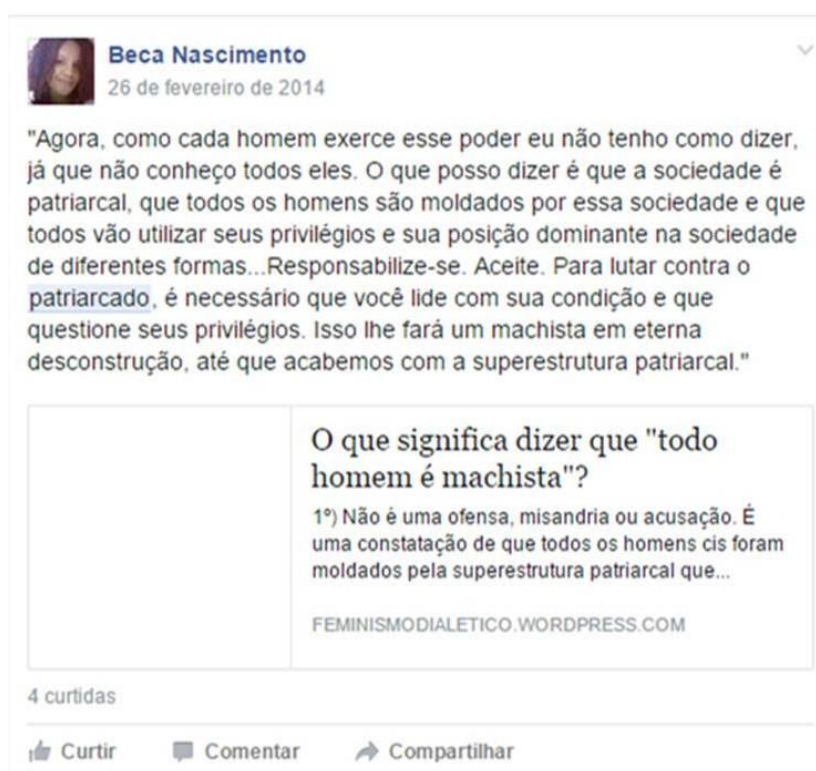 Beca Nascimento
26 de fevereiro de 2014
"Agora, como cada homem exerce esse poder eu não tenho como dizer,
já que não conheço todos eles. O que posso dizer é que a sociedade é
patriarcal, que todos os homens são moldados por essa sociedade e que
todos vão utilizar seus privilégios e sua posição dominante na sociedade
de diferentes formas...Responsabilize-se. Aceite. Para lutar contra o
patriarcado, é necessário que você lide com sua condição e que
questione seus privilégios. Isso lhe fará um machista em eterna
desconstrução, até que acabemos com a superestrutura patriarcal."
O que significa dizer que "todo
homem é machista"?
1º) Não é uma ofensa, misandria ou acusação. É
uma constatação de que todos os homens cis foram
moldados pela superestrutura patriarcal que...
FEMINISMODIALETICO.WORDPRESS.COM
4 curtidas
Curtir Comentar Compartilhar